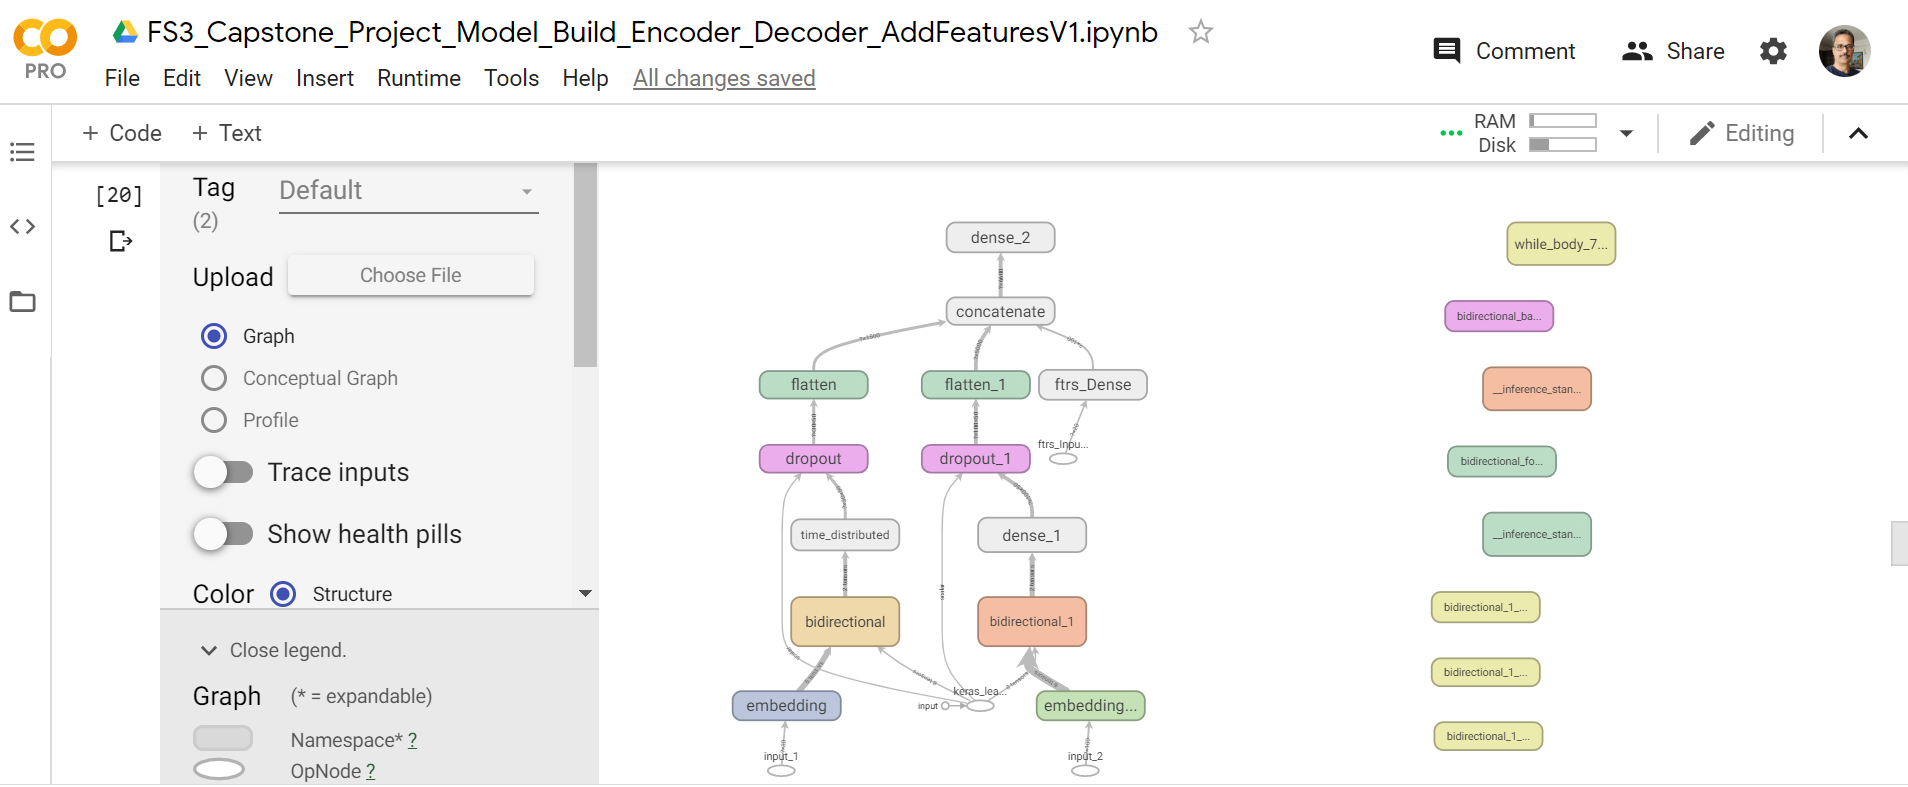 FS3_Capstone_Project_Model_Build_Encoder_Decoder_AddFeaturesV1.ipynb
PRO
File Edit View Insert Runtime Tools Help All changes saved
Comment Share
+ Code + Text
RAM
Disk
Editing
[20]
Tag
(2)
Default
Upload
Choose File
Graph
Conceptual Graph
Profile
Trace inputs
Show health pills
Color
Structure
Close legend.
Graph
(* = expandable)
Namespace* ?
OpNode ?
dense_2
concatenate
flatten
flatten_1
ftrs_Dense
dropout
dropout_1
ftrs_Inpu...
time_distributed
dense_1
bidirectional
bidirectional_1
embedding
input
keras_lea...
embedding...
input_1
input_2
while_body_7...
bidirectional_ba...
__inference_stan...
bidirectional_fo...
__inference_stan...
bidirectional_1_...
bidirectional_1_...
bidirectional_1_...